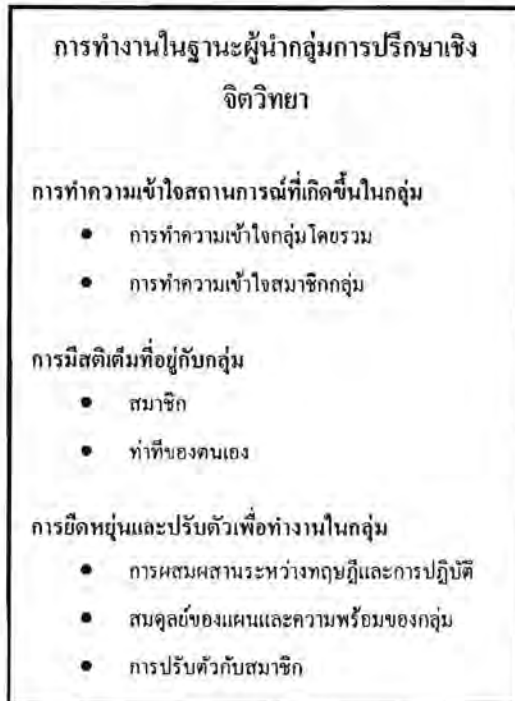 การทำงานในฐานะผู้นำกลุ่มการปรึกษาเชิง
จิตวิทยา
การทำความเข้าใจสถานการณ์ที่เกิดขึ้นในกลุ่ม
• การทำความเข้าใจกลุ่มโดยรวม
• การทำความเข้าใจสมาชิกกลุ่ม
การมีสติเต็มที่อยู่กับกลุ่ม
• สมาชิก
• ท่าทีของตนเอง
การยืดหยุ่นและปรับตัวเพื่อทำงานในกลุ่ม
• การผสมผสานระหว่างทฤษฎีและการปฏิบัติ
• สมดุลย์ของแผนและความพร้อมของกลุ่ม
• การปรับตัวกับสมาชิก